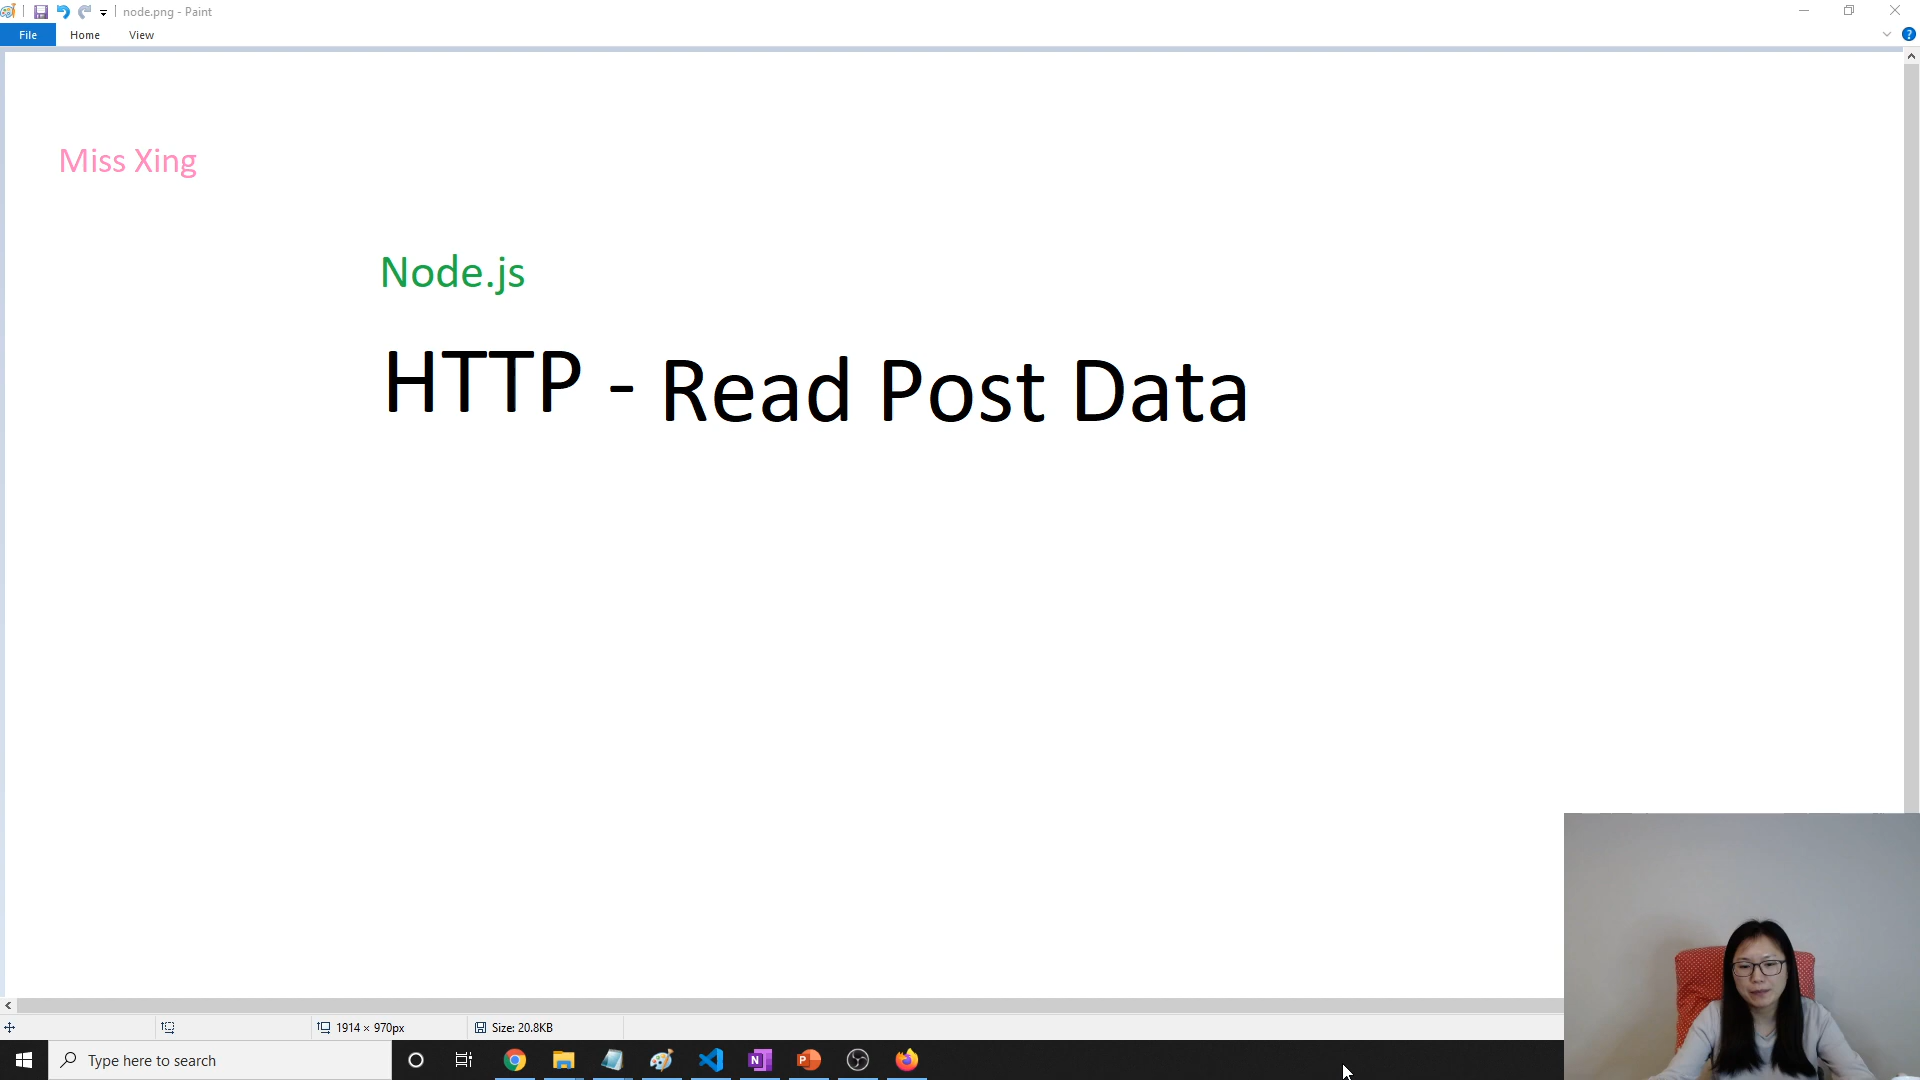 node.png - Paint
File Home View
Miss Xing
Node.js
HTTP - Read Post Data
1914 × 970px Size: 20.8KB
Type here to search